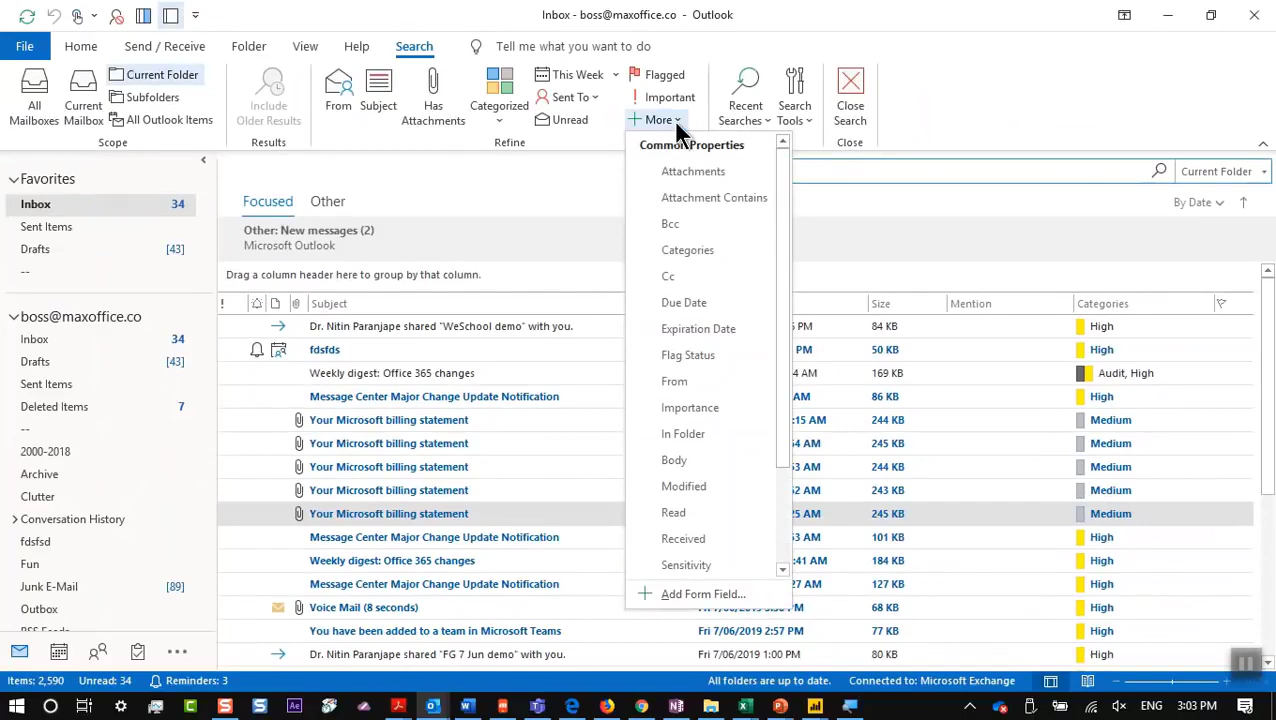 Inbox - boss@maxoffice.co - Outlook
File Home Send / Receive Folder View Help Search Tell me what you want to do
All Mailboxes
Current Mailbox
Current Folder
Subfolders
All Outlook Items
Scope
Include Older Results
Results
From
Subject
Has Attachments
Categorized
This Week
Sent To
Unread
Flagged
Important
More
Refine
Recent Searches
Search Tools
Close Search
Close
Current Folder
Common Properties
Attachments
Attachment Contains
Bcc
Categories
Cc
Due Date
Expiration Date
Flag Status
From
Importance
In Folder
Body
Modified
Read
Received
Sensitivity
Add Form Field...
Favorites
Inbox 34
Sent Items
Drafts [43]
--
boss@maxoffice.co
Inbox 34
Drafts [43]
Sent Items
Deleted Items 7
--
2000-2018
Archive
Clutter
Conversation History
fdsfsd
Fun
Junk E-Mail [89]
Outbox
Focused Other
By Date
Other: New messages (2)
Microsoft Outlook
Drag a column header here to group by that column.
! Subject Size Mention Categories
Dr. Nitin Paranjape shared "WeSchool demo" with you. PM 84 KB High
fdsfds PM 50 KB High
Weekly digest: Office 365 changes AM 169 KB Audit, High
Message Center Major Change Update Notification AM 86 KB High
Your Microsoft billing statement :15 AM 244 KB Medium
Your Microsoft billing statement AM 245 KB Medium
Your Microsoft billing statement AM 244 KB Medium
Your Microsoft billing statement AM 243 KB Medium
Your Microsoft billing statement AM 245 KB Medium
Message Center Major Change Update Notification AM 101 KB High
Weekly digest: Office 365 changes :41 AM 184 KB High
Message Center Major Change Update Notification AM 127 KB High
Voice Mail (8 seconds) 68 KB High
You have been added to a team in Microsoft Teams Fri 7/06/2019 2:57 PM 77 KB High
Dr. Nitin Paranjape shared "FG 7 Jun demo" with you. Fri 7/06/2019 1:00 PM 80 KB High
Items: 2,590 Unread: 34 Reminders: 3 All folders are up to date. Connected to: Microsoft Exchange
ENG 3:03 PM